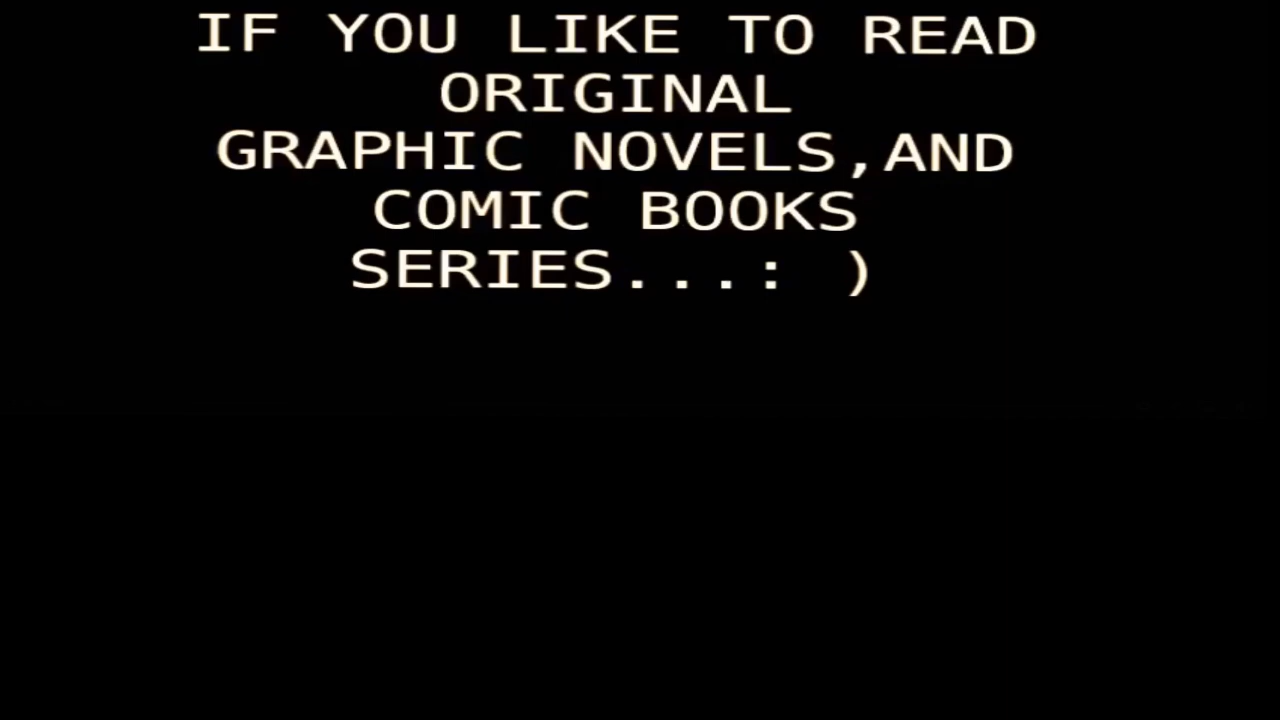 IF YOU LIKE TO READ
ORIGINAL
GRAPHIC NOVELS,AND
COMIC BOOKS
SERIES...: )